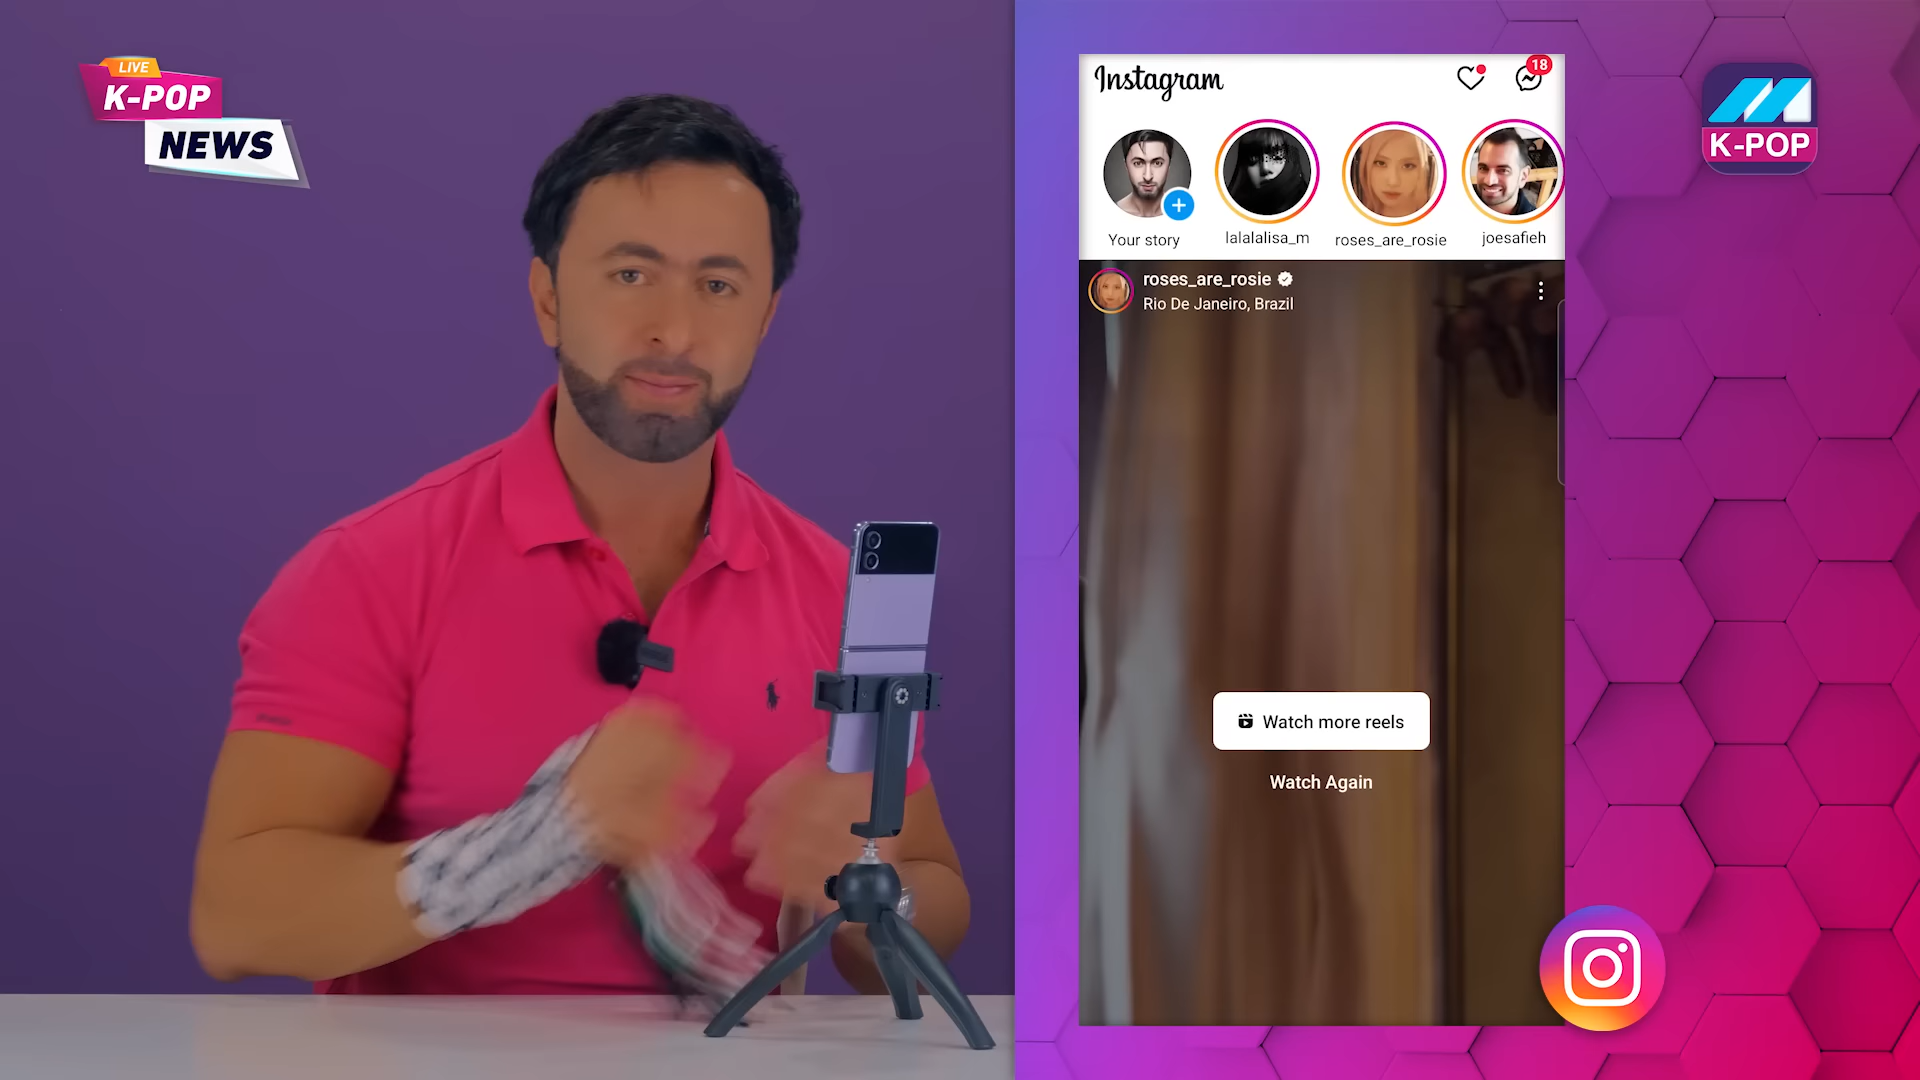 LIVE
K-POP
NEWS
Instagram
18
Your story
lalalalisa_m
roses_are_rosie
joesafieh
roses_are_rosie
Rio De Janeiro, Brazil
Watch more reels
Watch Again
K-POP